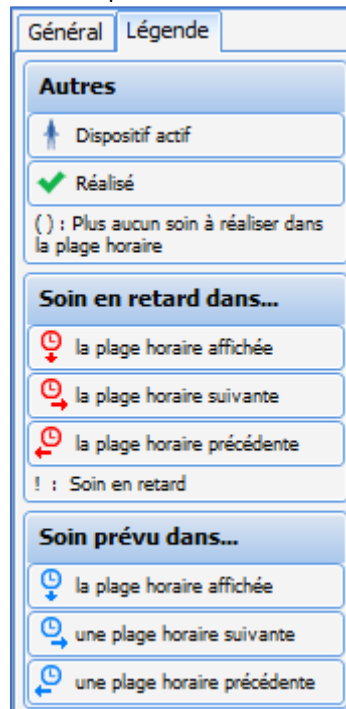 Général Légende
Autres
Dispositif actif
Réalisé
( ) : Plus aucun soin à réaliser dans
la plage horaire
Soin en retard dans...
la plage horaire affichée
la plage horaire suivante
la plage horaire précédente
! : Soin en retard
Soin prévu dans...
la plage horaire affichée
une plage horaire suivante
une plage horaire précédente